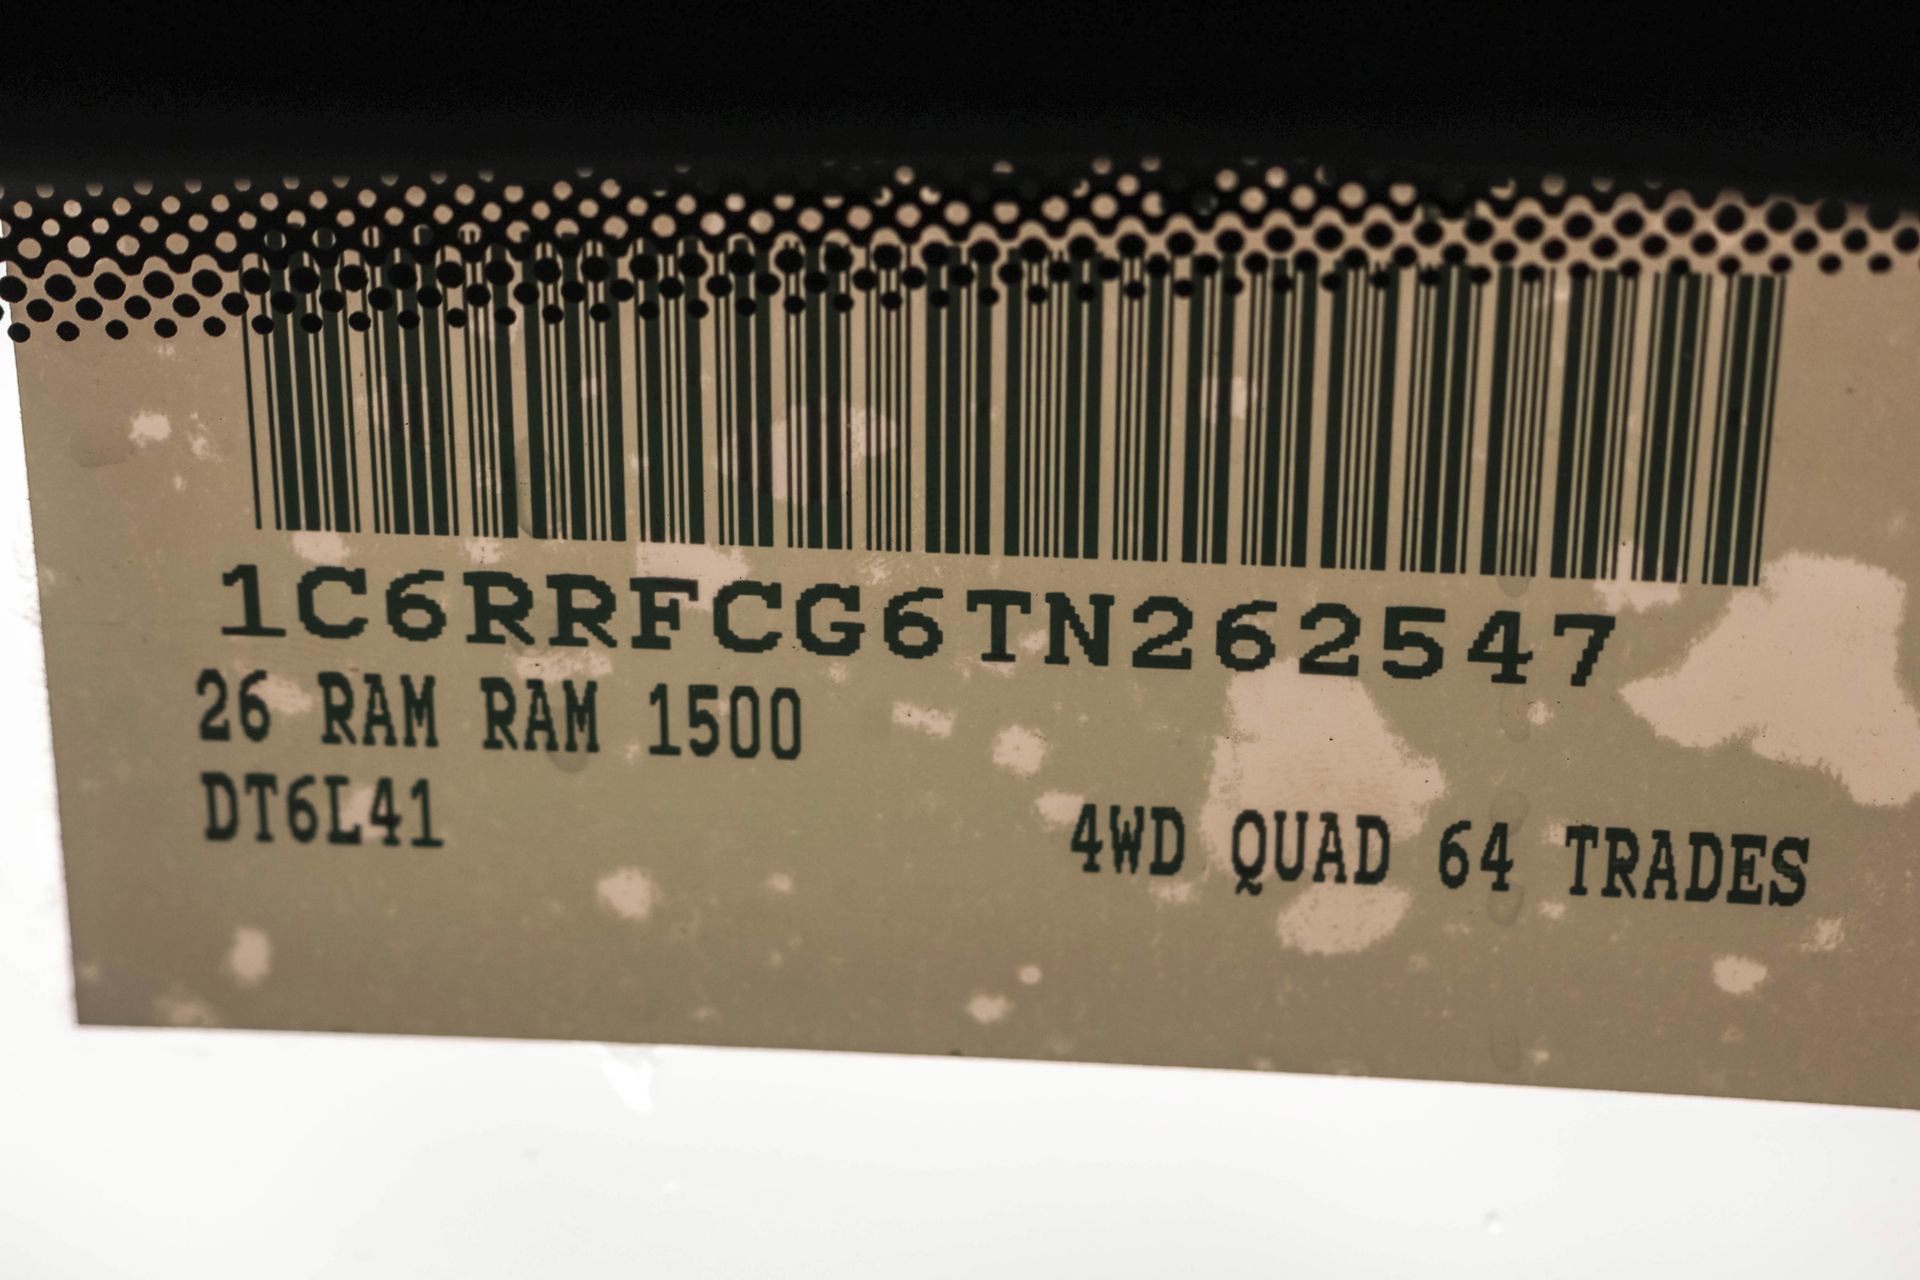 1C6RRFCG6TN262547
26 RAM RAM 1500
DT6L41
4WD QUAD 64 TRADES